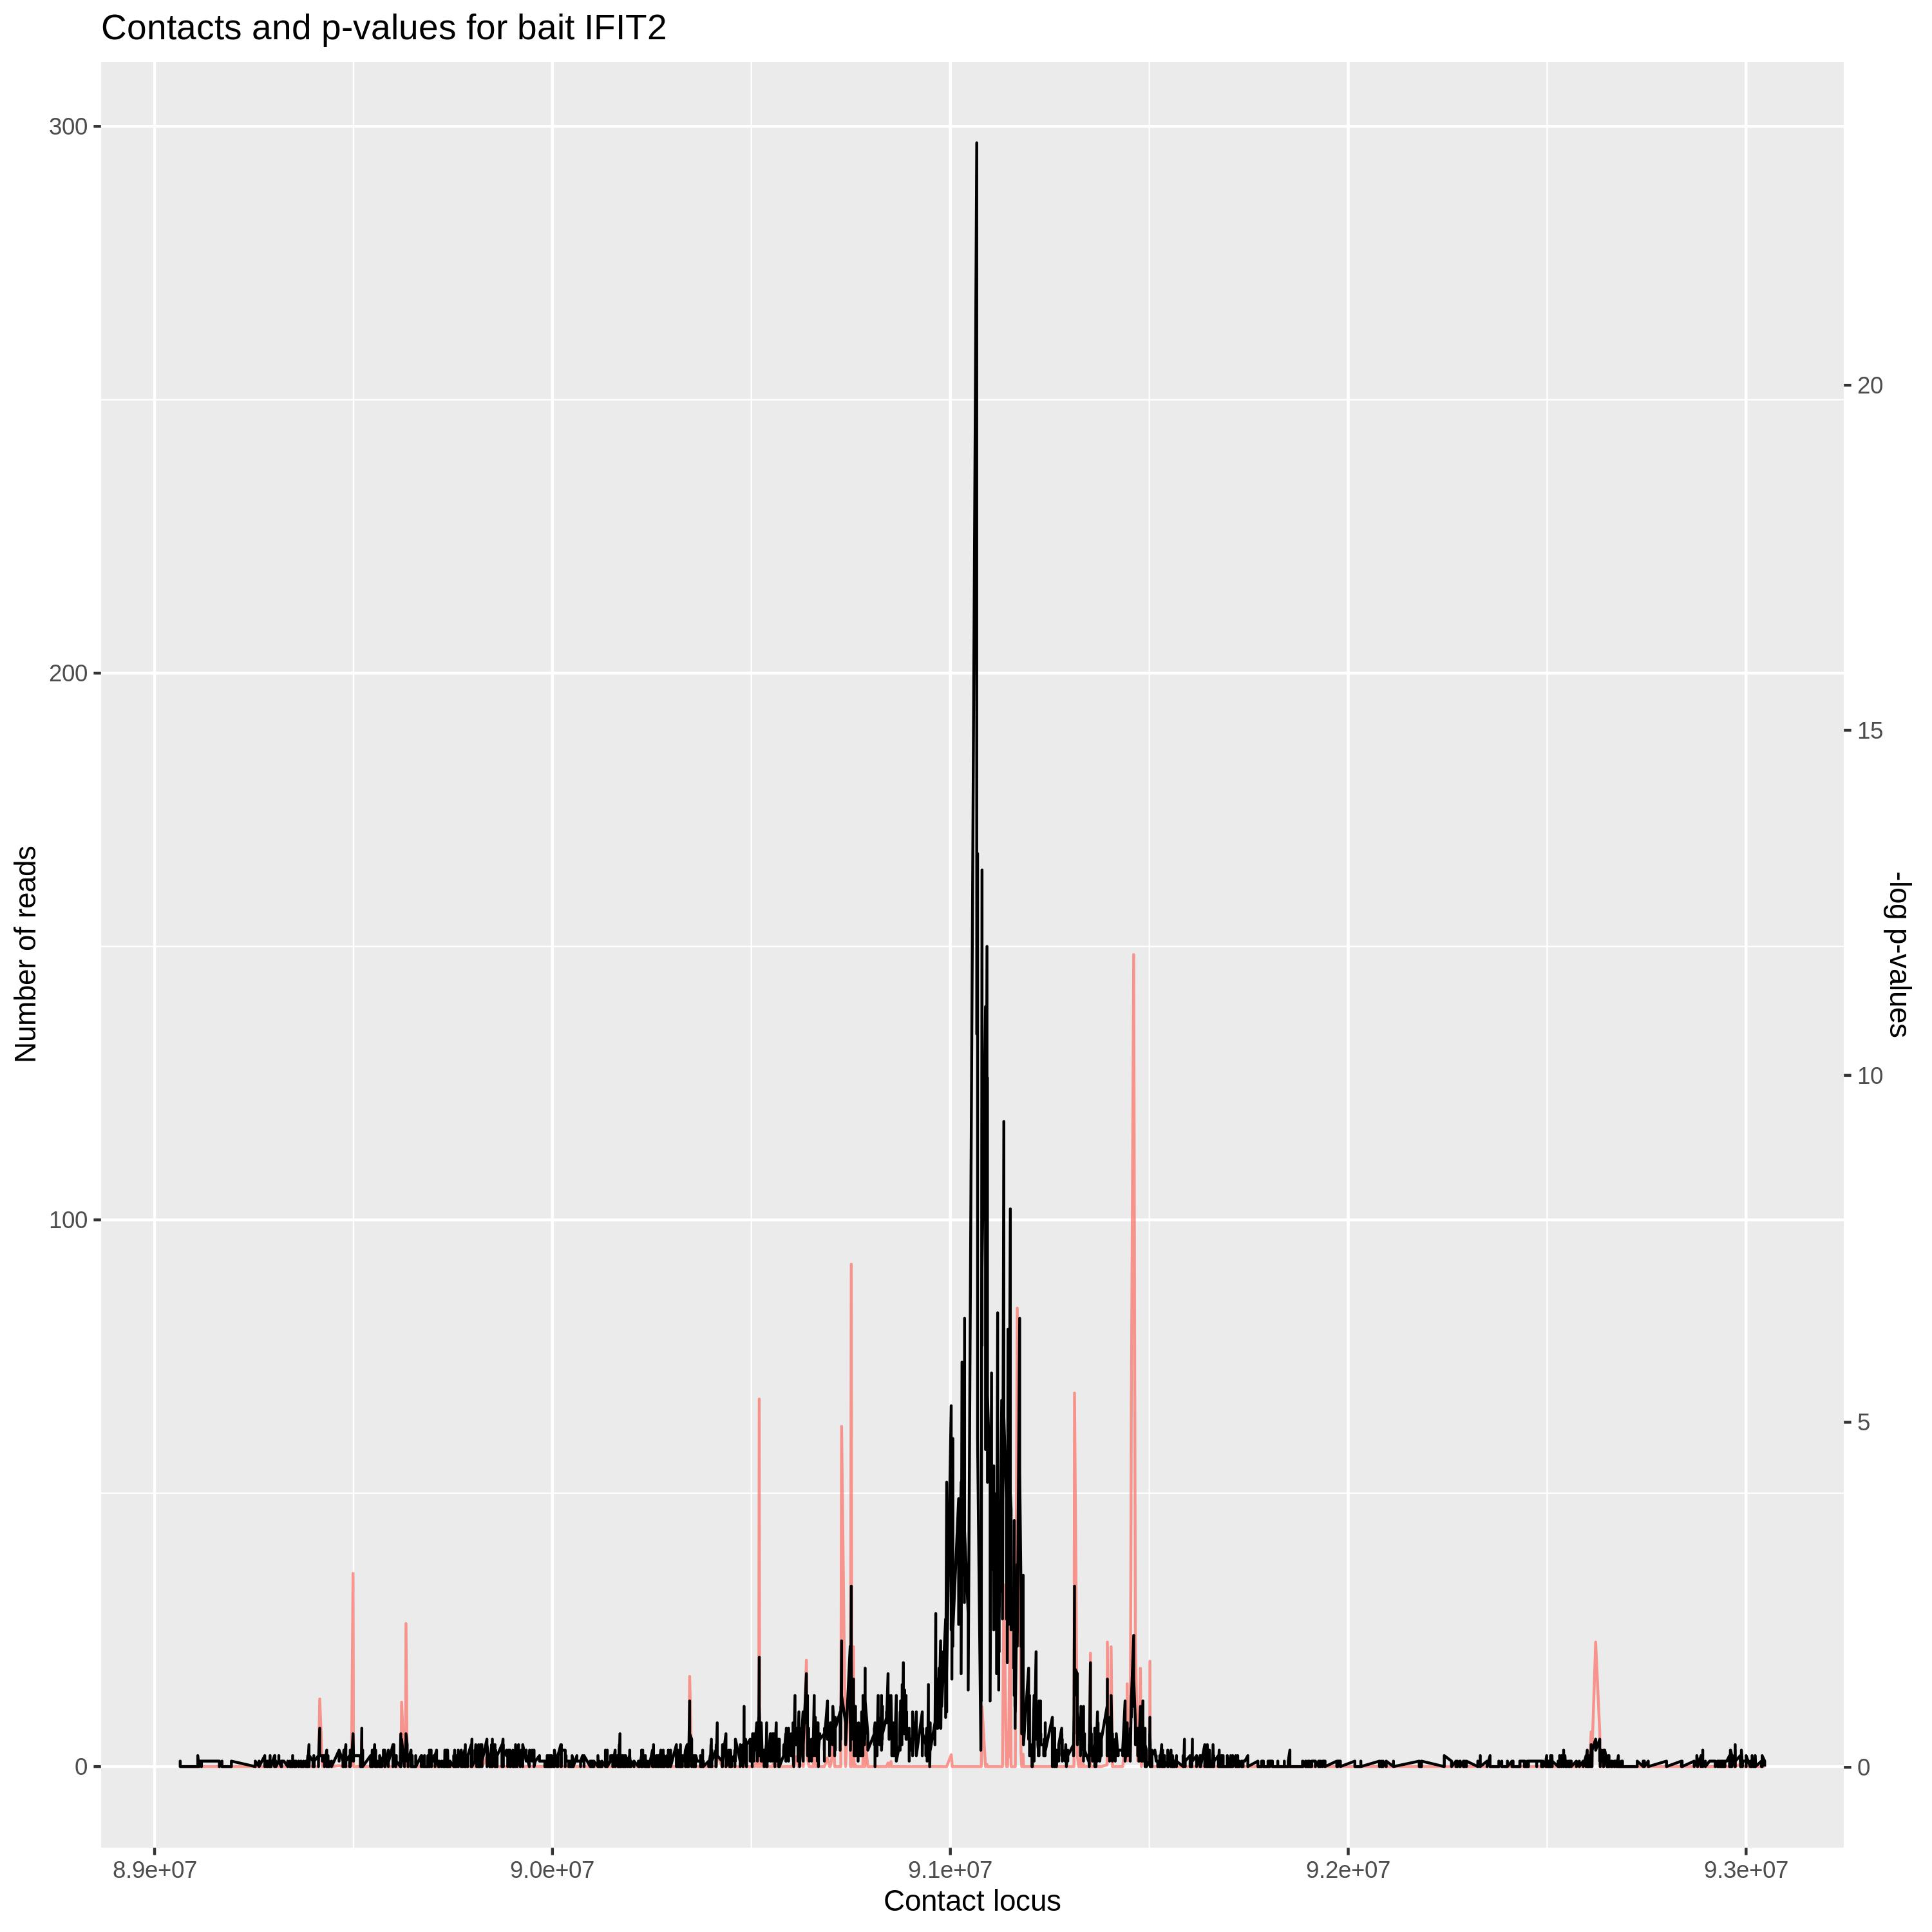 Contacts and p-values for bait IFIT2
300
200
100
0
Number of reads
20
15
10
5
0
-log p-values
8.9e+07
9.0e+07
9.1e+07
9.2e+07
9.3e+07
Contact locus